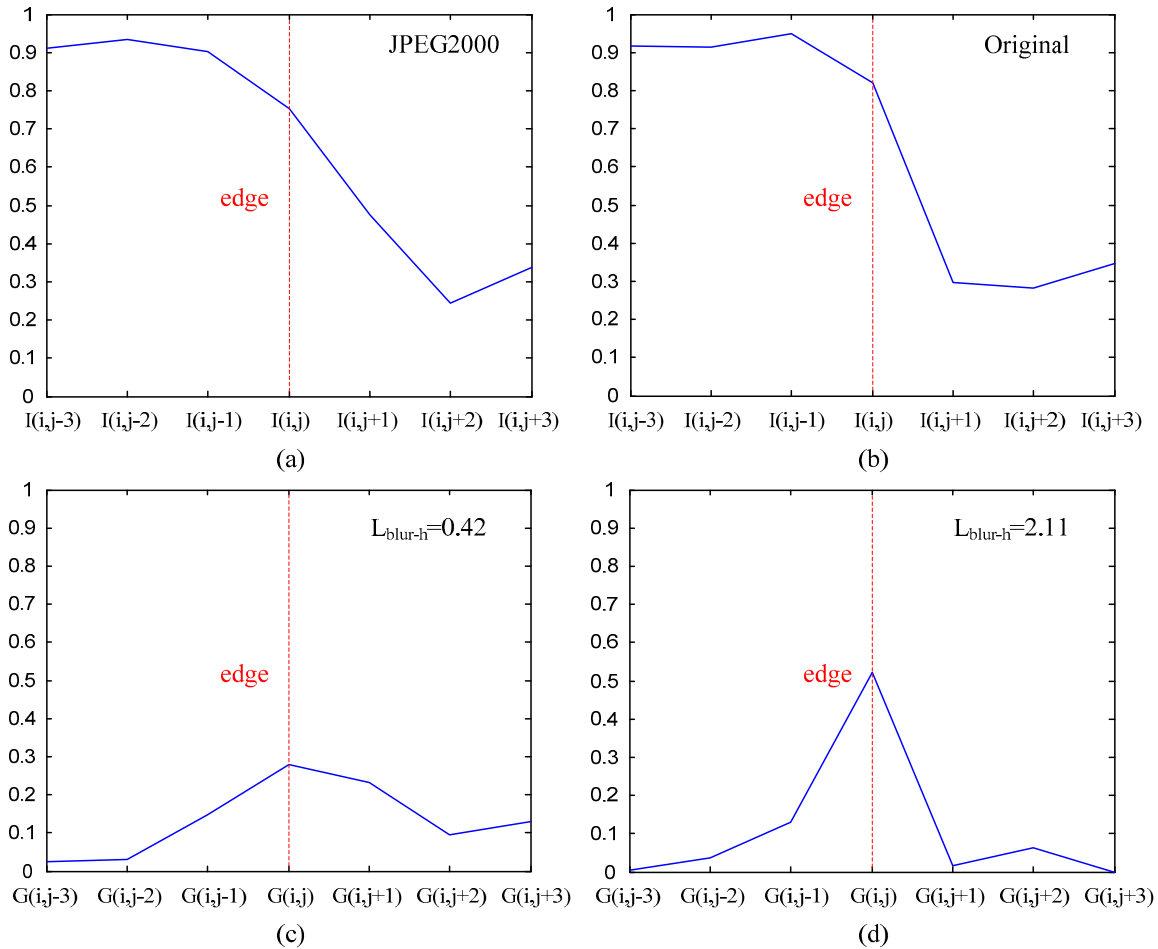 1
0.9
0.8
0.7
0.6
0.5
0.4
0.3
0.2
0.1
0
JPEG2000
edge
I(i,j-3) I(i,j-2) I(i,j-1) I(i,j) I(i,j+1) I(i,j+2) I(i,j+3)
(a)
1
0.9
0.8
0.7
0.6
0.5
0.4
0.3
0.2
0.1
0
Original
edge
I(i,j-3) I(i,j-2) I(i,j-1) I(i,j) I(i,j+1) I(i,j+2) I(i,j+3)
(b)
1
0.9
0.8
0.7
0.6
0.5
0.4
0.3
0.2
0.1
0
L blur-h=0.42
edge
G(i,j-3) G(i,j-2) G(i,j-1) G(i,j) G(i,j+1) G(i,j+2) G(i,j+3)
(c)
1
0.9
0.8
0.7
0.6
0.5
0.4
0.3
0.2
0.1
0
L blur-h=2.11
edge
G(i,j-3) G(i,j-2) G(i,j-1) G(i,j) G(i,j+1) G(i,j+2) G(i,j+3)
(d)